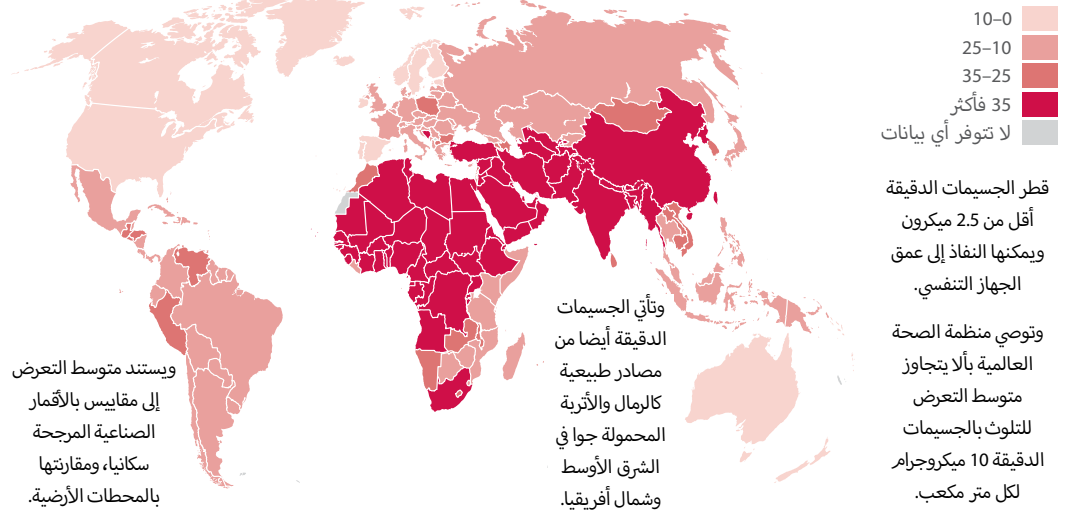 10–0
25–10
35–25
35 فأكثر
لا تتوفر أي بيانات
قطر الجسيمات الدقيقة
أقل من 2.5 ميكرون
ويمكنها النفاذ إلى عمق
الجهاز التنفسي.
وتوصي منظمة الصحة
العالمية بألا يتجاوز
متوسط التعرض
للتلوث بالجسيمات
الدقيقة 10 ميكروجرام
لكل متر مكعب.
وتأتي الجسيمات
الدقيقة أيضا من
مصادر طبيعية
كالرمال والأتربة
المحمولة جوا في
الشرق الأوسط
وشمال أفريقيا.
ويستند متوسط التعرض
إلى مقاييس بالأقمار
الصناعية المرجحة
سكانيا، ومقارنتها
بالمحطات الأرضية.